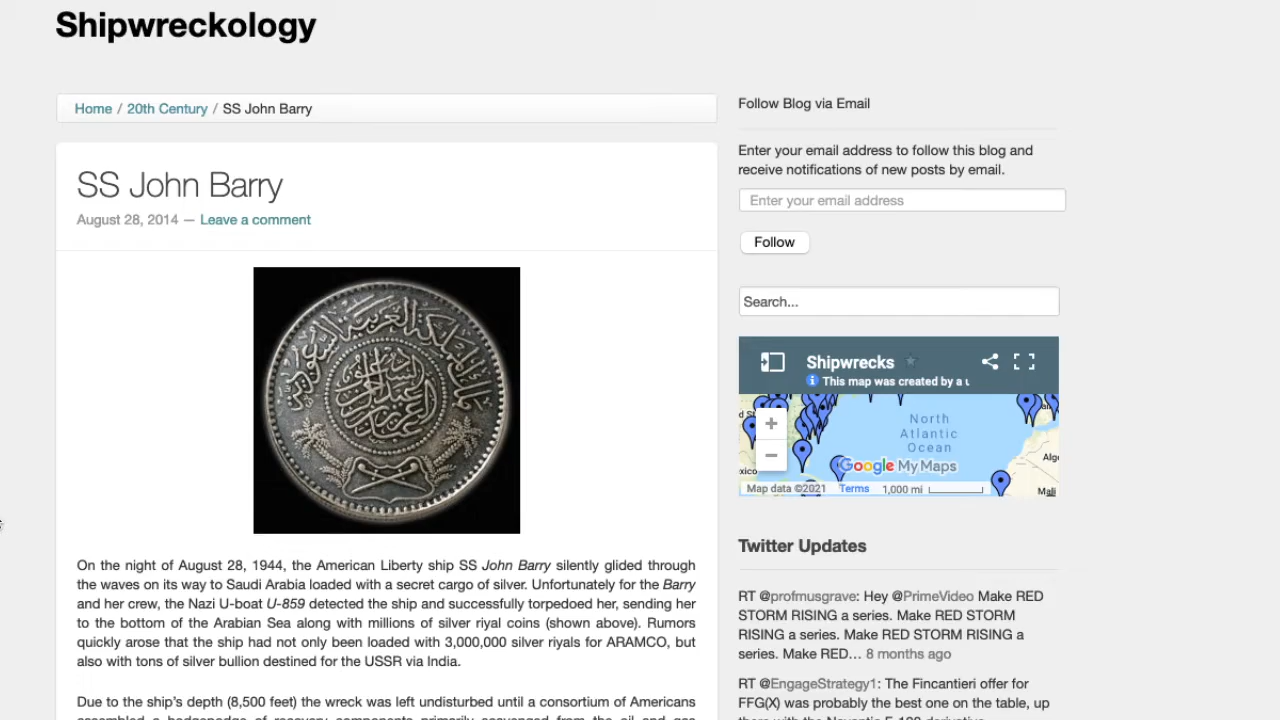 Shipwreckology
Home / 20th Century / SS John Barry
SS John Barry
August 28, 2014 — Leave a comment
On the night of August 28, 1944, the American Liberty ship SS John Barry silently glided through
the waves on its way to Saudi Arabia loaded with a secret cargo of silver. Unfortunately for the Barry
and her crew, the Nazi U-boat U-859 detected the ship and successfully torpedoed her, sending her
to the bottom of the Arabian Sea along with millions of silver riyal coins (shown above). Rumors
quickly arose that the ship had not only been loaded with 3,000,000 silver riyals for ARAMCO, but
also with tons of silver bullion destined for the USSR via India.
Due to the ship's depth (8,500 feet) the wreck was left undisturbed until a consortium of Americans
Follow Blog via Email
Enter your email address to follow this blog and
receive notifications of new posts by email.
Enter your email address
Follow
Search...
Shipwrecks
This map was created by a u
North
Atlantic
Ocean
Google My Maps
Map data ©2021 Terms 1,000 mi
Mali
Twitter Updates
RT @profmusgrave: Hey @PrimeVideo Make RED
STORM RISING a series. Make RED STORM
RISING a series. Make RED STORM RISING a
series. Make RED… 8 months ago
RT @EngageStrategy1: The Fincantieri offer for
FFG(X) was probably the best one on the table, up